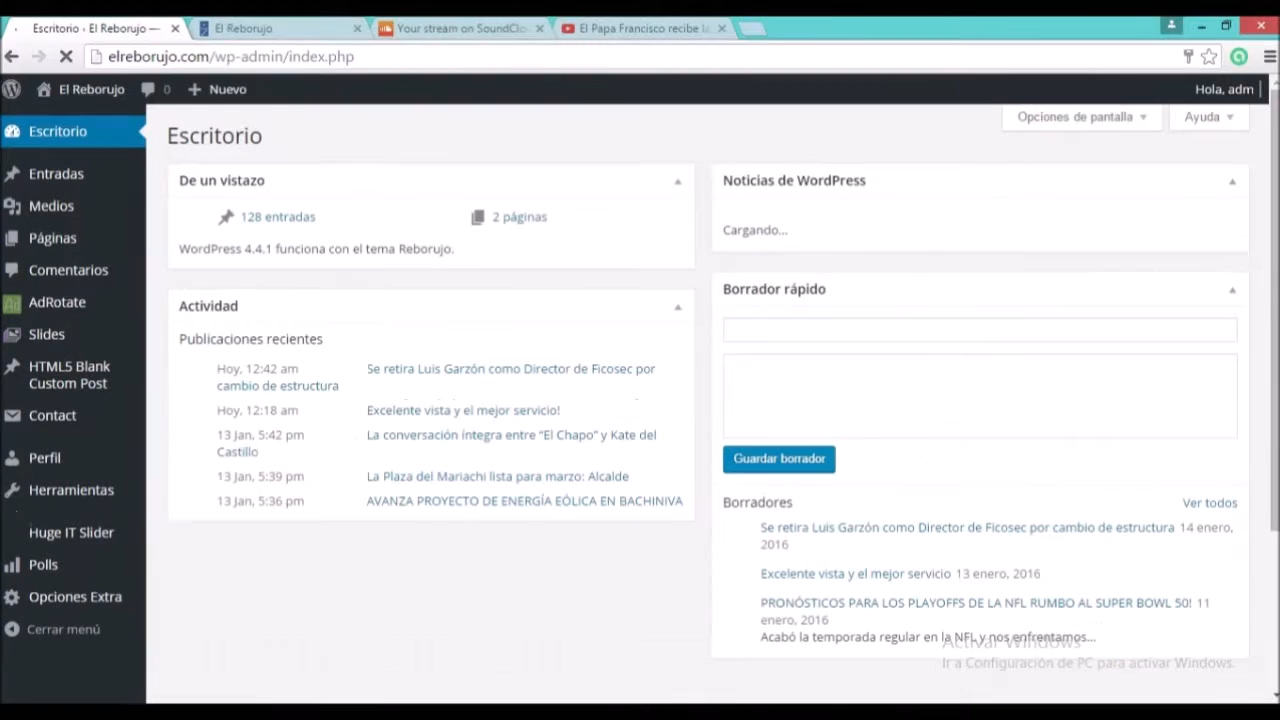 Escritorio ‹ El Reborujo —
El Reborujo
Your stream on SoundClo
El Papa Francisco recibe la
elreborujo.com/wp-admin/index.php
El Reborujo
0
Nuevo
Hola, adm
Escritorio
Entradas
Medios
Páginas
Comentarios
AdRotate
Slides
HTML5 Blank
Custom Post
Contact
Perfil
Herramientas
Huge IT Slider
Polls
Opciones Extra
Cerrar menú
Opciones de pantalla
Ayuda
Escritorio
De un vistazo
128 entradas
2 páginas
WordPress 4.4.1 funciona con el tema Reborujo.
Actividad
Publicaciones recientes
Hoy, 12:42 am Se retira Luis Garzón como Director de Ficosec por
cambio de estructura
Hoy, 12:18 am Excelente vista y el mejor servicio!
13 Jan, 5:42 pm La conversación íntegra entre “El Chapo” y Kate del
Castillo
13 Jan, 5:39 pm La Plaza del Mariachi lista para marzo: Alcalde
13 Jan, 5:36 pm AVANZA PROYECTO DE ENERGÍA EÓLICA EN BACHINIVA
Noticias de WordPress
Cargando...
Borrador rápido
Guardar borrador
Borradores
Ver todos
Se retira Luis Garzón como Director de Ficosec por cambio de estructura 14 enero,
2016
Excelente vista y el mejor servicio 13 enero, 2016
PRONÓSTICOS PARA LOS PLAYOFFS DE LA NFL RUMBO AL SUPER BOWL 50! 11
enero, 2016
Acabó la temporada regular en la NFL y nos enfrentamos...
Activar Windows
Ir a Configuración de PC para activar Windows.